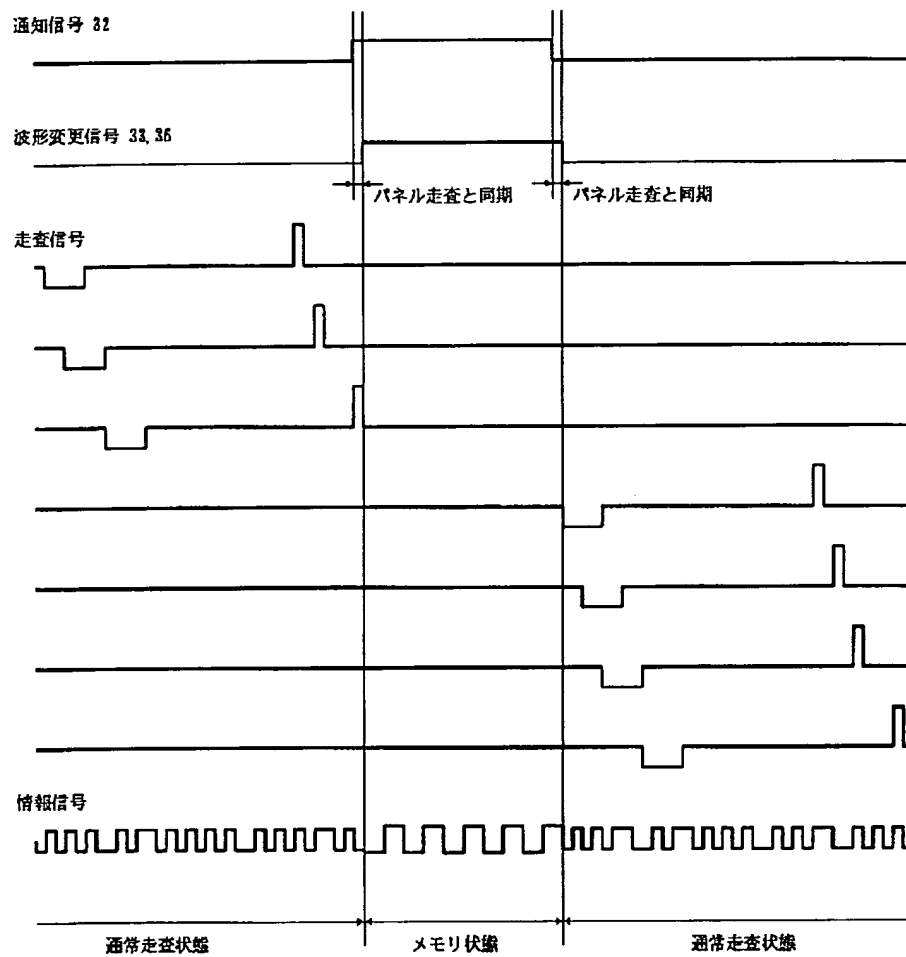 通知信号 32
波形変更信号 33,36
パネル走査と同期
パネル走査と同期
走査信号
情報信号
通常走査状態
メモリ状態
通常走査状態